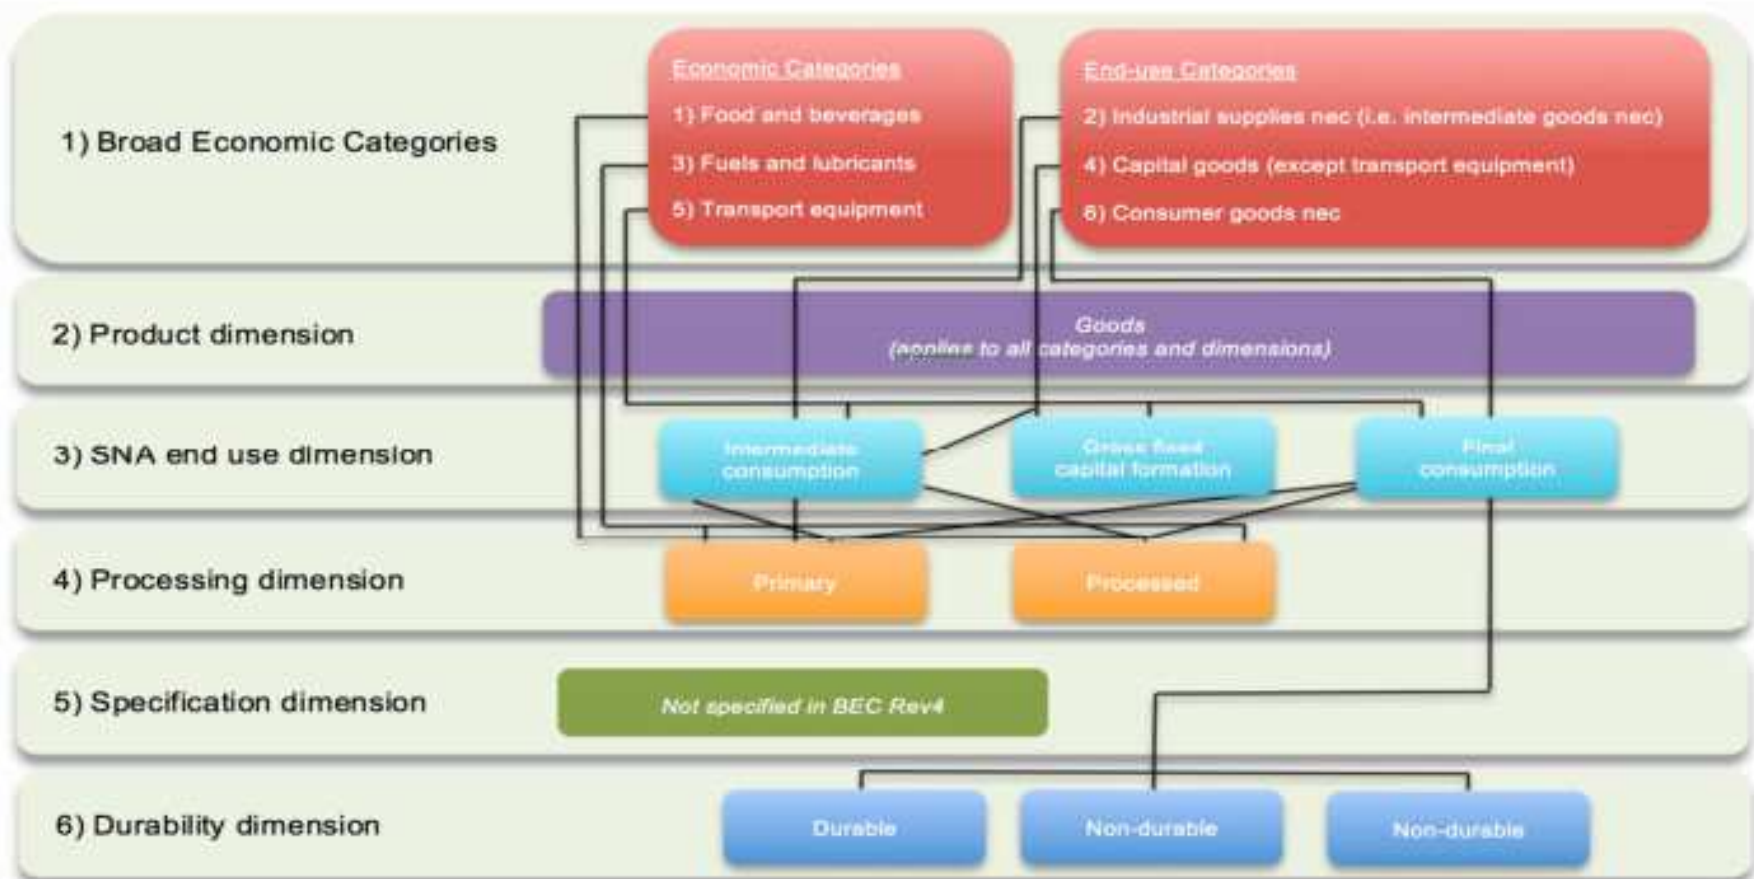 1) Broad Economic Categories
Economic Categories
1) Food and beverages
3) Fuels and lubricants
5) Transport equipment
End-use Categories
2) Industrial supplies nec (i.e. intermediate goods nec)
4) Capital goods (except transport equipment)
6) Consumer goods nec
2) Product dimension
Goods
(applies to all categories and dimensions)
3) SNA end use dimension
Intermediate
consumption
Gross fixed
capital formation
Final
consumption
4) Processing dimension
Primary
Processed
5) Specification dimension
Not specified in BEC Rev4
6) Durability dimension
Durable
Non-durable
Non-durable